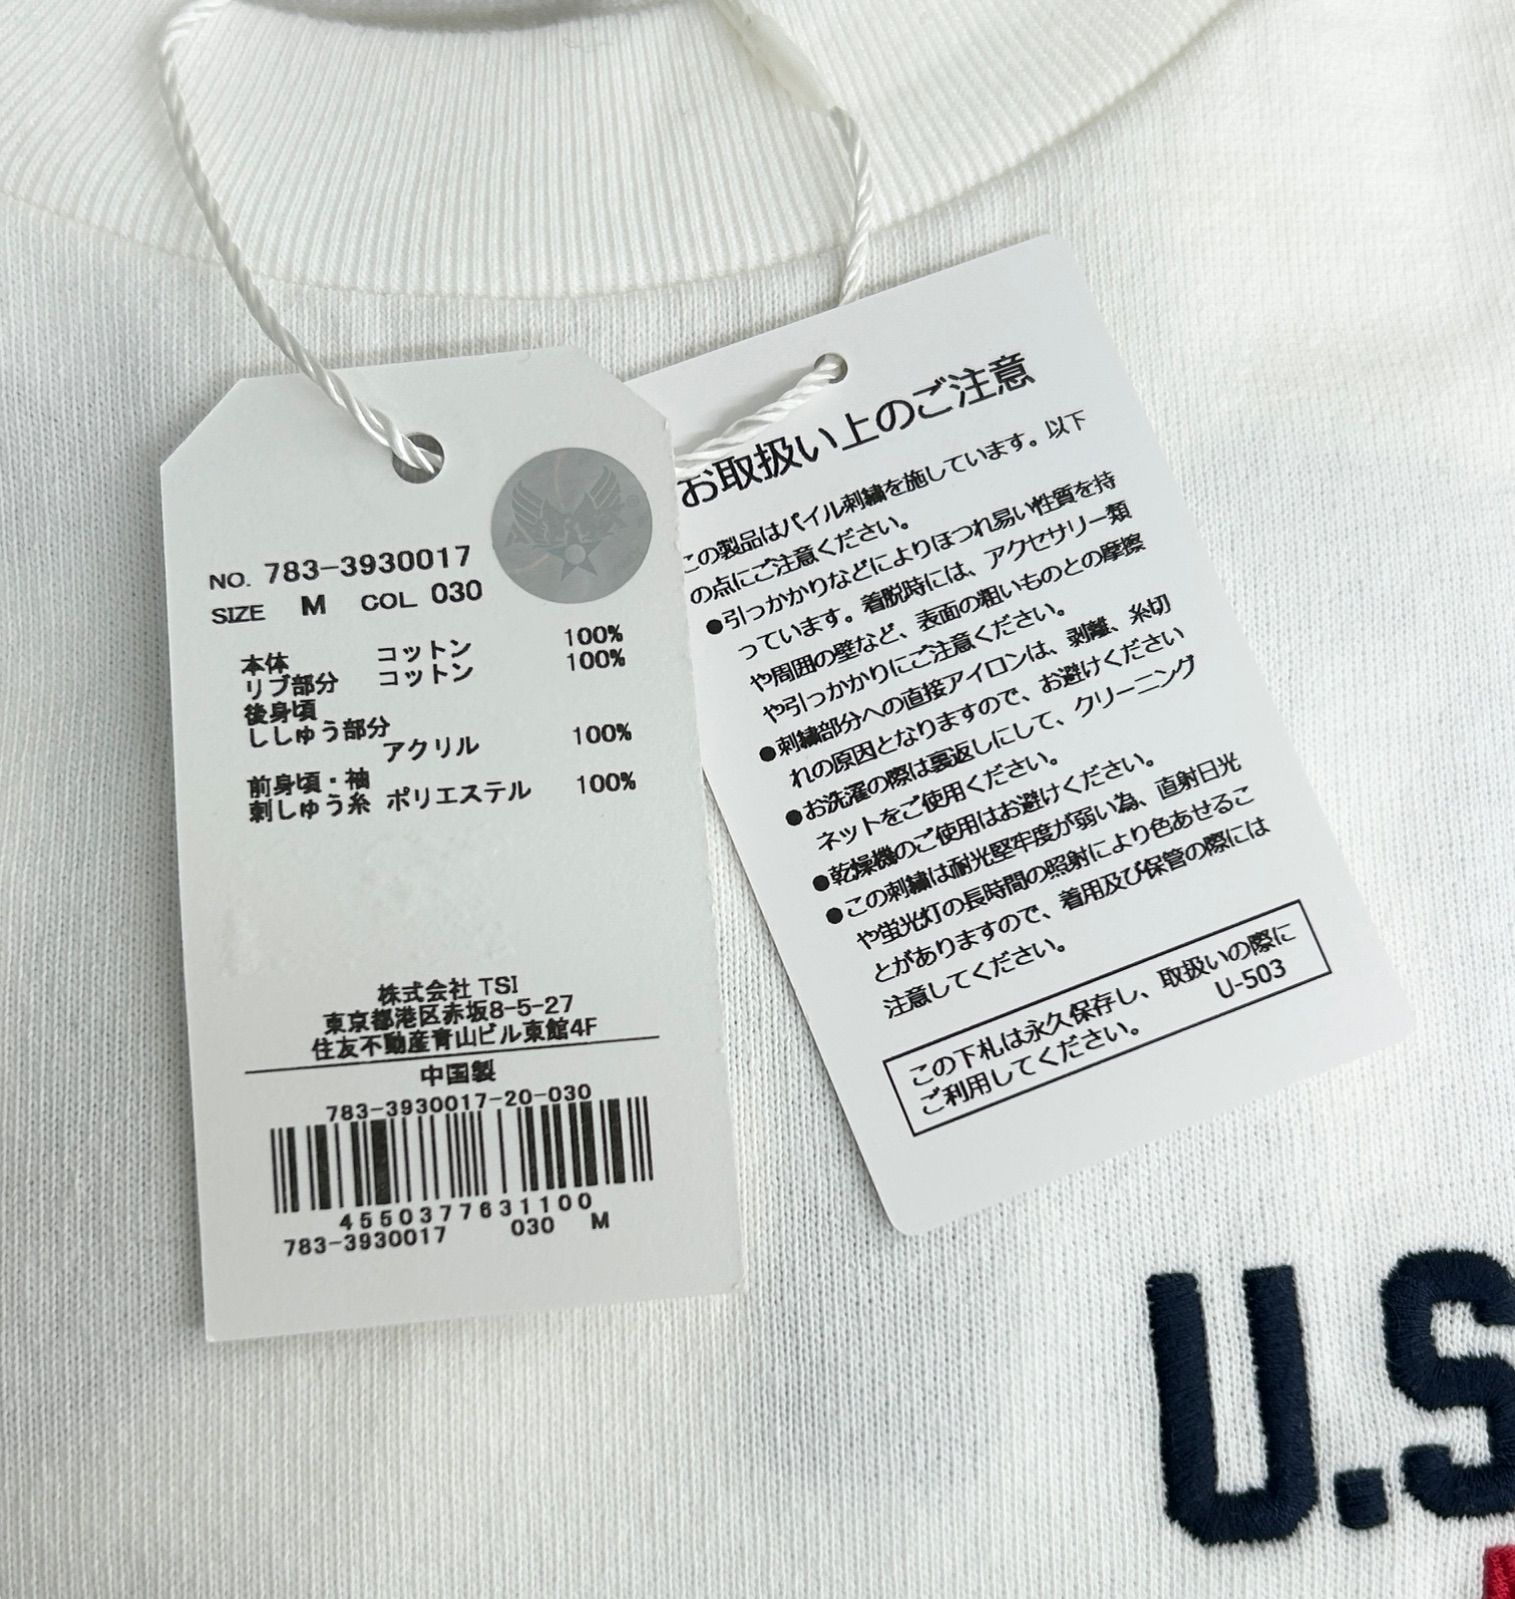 NO. 783-3930017
SIZE M COL 030
本体 コットン 100%
リブ部分 コットン 100%
後身頃
ししゅう部分
アクリル 100%
前身頃・袖
刺しゅう糸 ポリエステル 100%
株式会社 TSI
東京都港区赤坂8-5-27
住友不動産青山ビル東館4F
中国製
783-3930017-20-030
4550377631100
783-3930017 030 M
お取扱い上のご注意
この製品はパイル刺繍を施しています。以下
の点にご注意ください。
●引っかかりなどによりほつれ易い性質を持
っています。着脱時には、アクセサリー類
や周囲の壁など、表面の粗いものとの摩擦
や引っかかりにご注意ください。
●刺繍部分への直接アイロンは、剥離、糸切
れの原因となりますので、お避けください
●お洗濯の際は裏返しにして、クリーニング
ネットをご使用ください。
●乾燥機のご使用はお避けください。
●この刺繍は耐光堅牢度が弱い為、直射日光
や蛍光灯の長時間の照射により色あせるこ
とがありますので、着用及び保管の際には
注意してください。
この下札は永久保存し、取扱いの際に
ご利用してください。 U-503
U.S